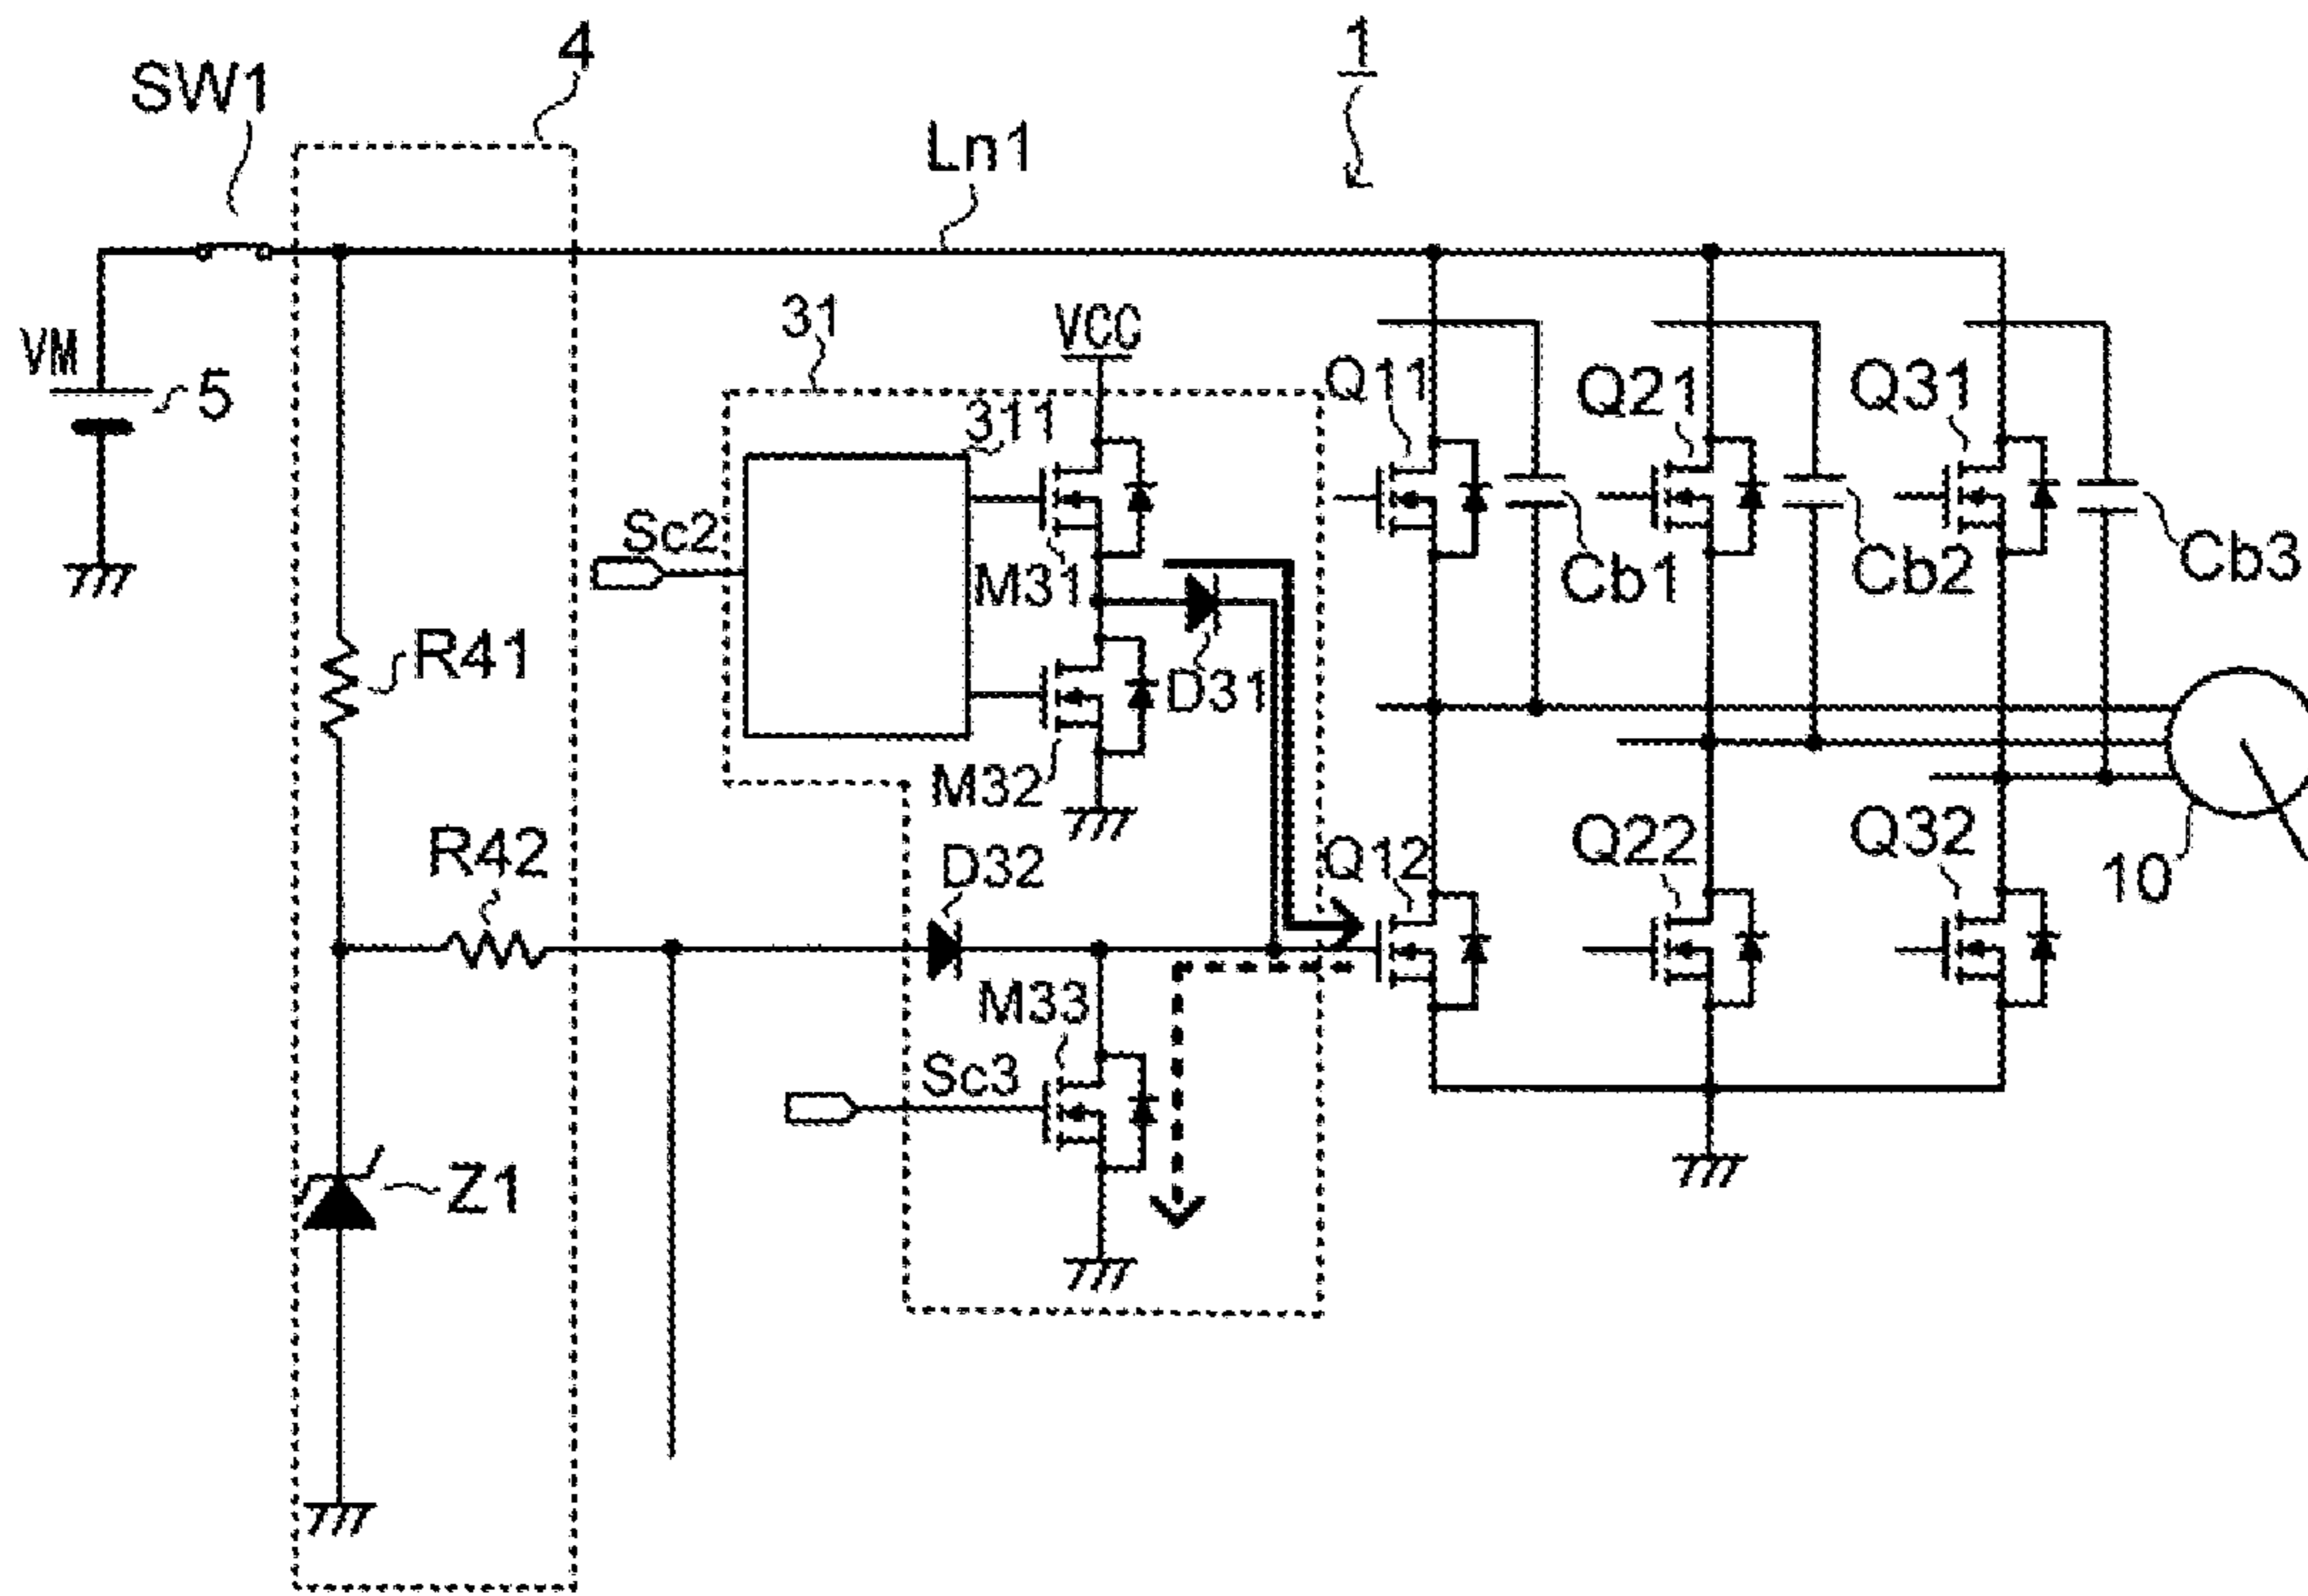 4
1
SW1
Ln1
31
VCC
VM
5
311
Q11
Q21
Q31
Sc2
M31
Cb1
Cb2
Cb3
R41
D31
M32
R42
D32
Q12
Q22
Q32
10
M33
Sc3
Z1